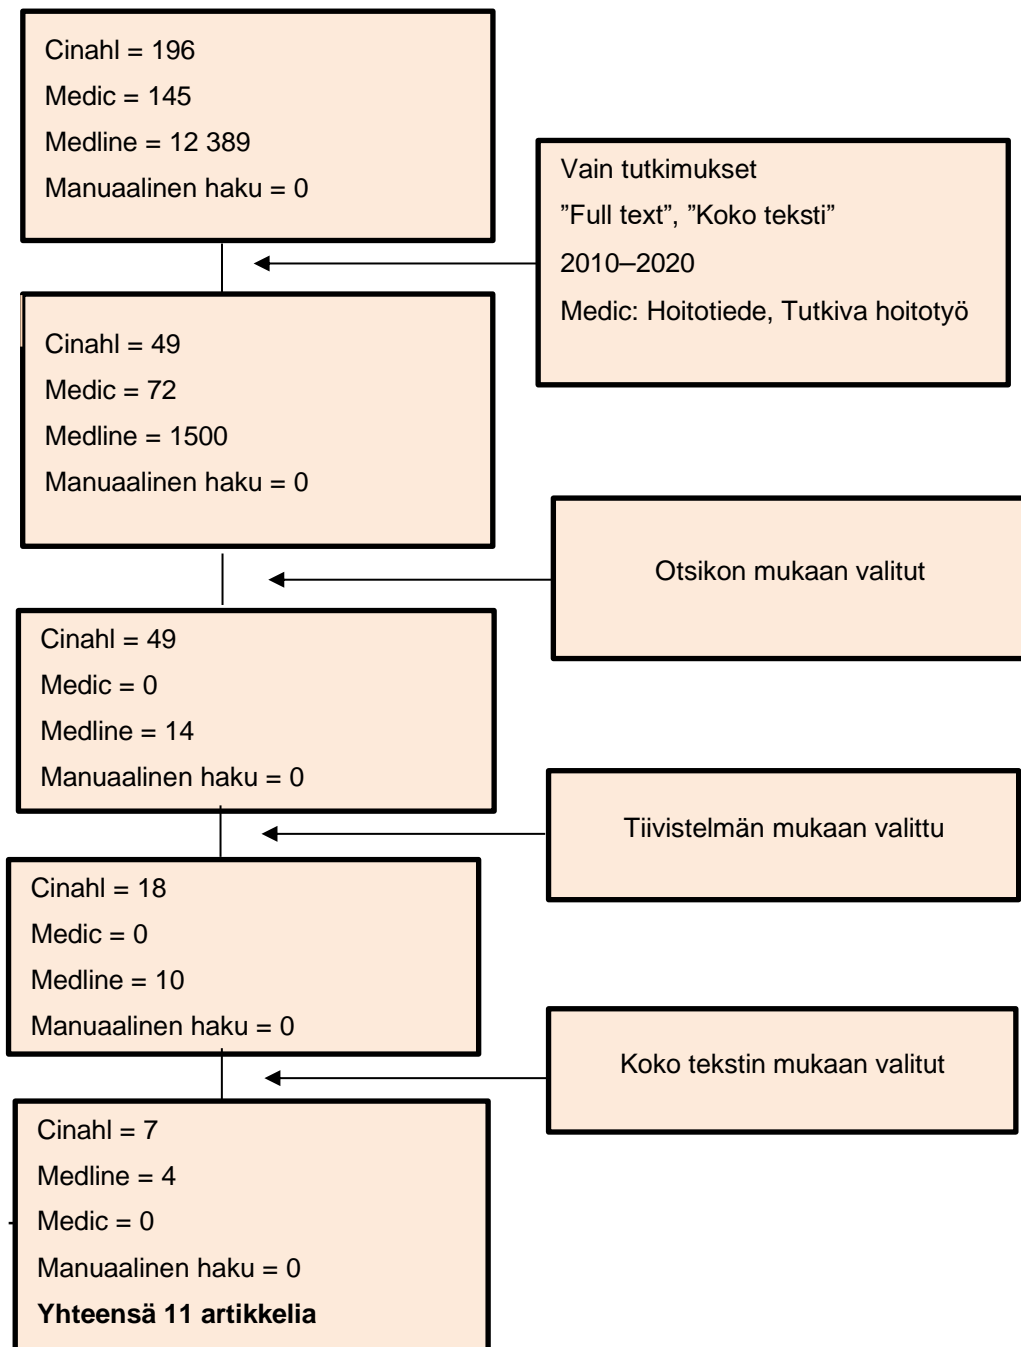 Cinahl = 196
Medic = 145
Medline = 12 389
Manuaalinen haku = 0
Vain tutkimukset
”Full text”, ”Koko teksti”
2010–2020
Medic: Hoitotiede, Tutkiva hoitotyö
Cinahl = 49
Medic = 72
Medline = 1500
Manuaalinen haku = 0
Otsikon mukaan valitut
Cinahl = 49
Medic = 0
Medline = 14
Manuaalinen haku = 0
Tiivistelmän mukaan valittu
Cinahl = 18
Medic = 0
Medline = 10
Manuaalinen haku = 0
Koko tekstin mukaan valitut
Cinahl = 7
Medline = 4
Medic = 0
Manuaalinen haku = 0
Yhteensä 11 artikkelia